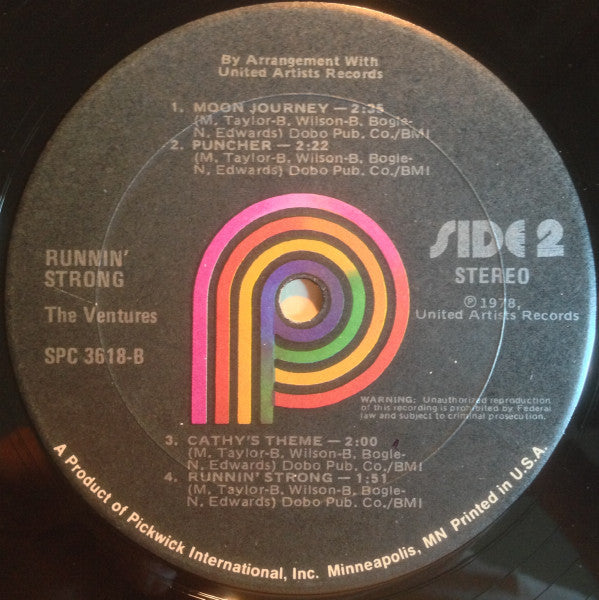 By Arrangement With
United Artists Records
1. MOON JOURNEY — 2:35
(M. Taylor-B. Wilson-B. Bogle-
N. Edwards) Dobo Pub. Co./BMI
2. PUNCHER — 2:22
(M. Taylor-B. Wilson-B. Bogle-
N. Edwards) Dobo Pub. Co./BMI
RUNNIN'
STRONG
The Ventures
SPC 3618-B
SIDE 2
STEREO
℗1978,
United Artists Records
WARNING: Unauthorized reproduction
of this recording is prohibited by Federal
law and subject to criminal prosecution.
3. CATHY'S THEME — 2:00
(M. Taylor-B. Wilson-B. Bogle-
N. Edwards) Dobo Pub. Co./BMI
4. RUNNIN' STRONG — 1:51
(M. Taylor-B. Wilson-B. Bogle-
N. Edwards) Dobo Pub. Co./BMI
A Product of Pickwick International, Inc. Minneapolis, MN Printed in U.S.A.